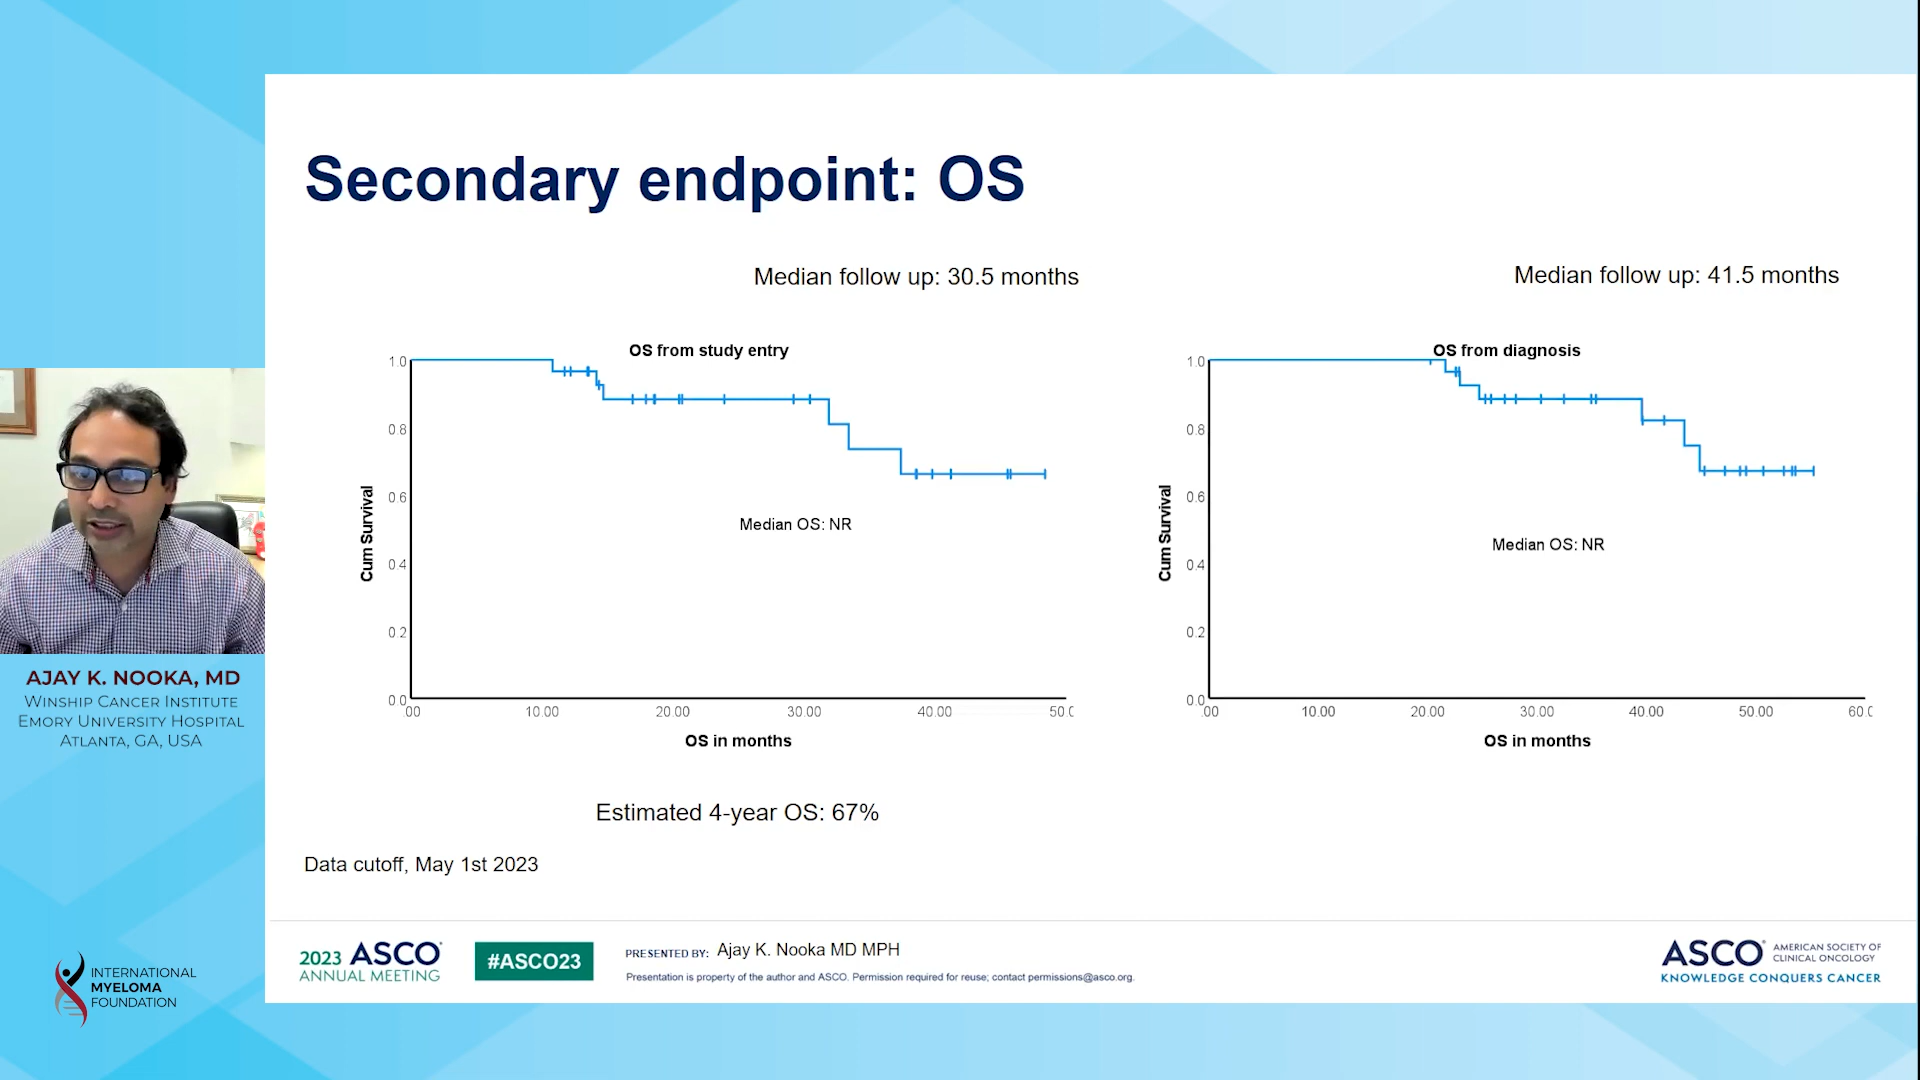 Secondary endpoint: OS
Median follow up: 30.5 months
Median follow up: 41.5 months
OS from study entry
1.0
0.8
0.6
0.4
0.2
0.0
Cum Survival
Median OS: NR
.00 10.00 20.00 30.00 40.00 50.0
OS in months
OS from diagnosis
1.0
0.8
0.6
0.4
0.2
0.0
Cum Survival
Median OS: NR
.00 10.00 20.00 30.00 40.00 50.00 60.0
OS in months
Estimated 4-year OS: 67%
Data cutoff, May 1st 2023
AJAY K. NOOKA, MD
WINSHIP CANCER INSTITUTE
EMORY UNIVERSITY HOSPITAL
ATLANTA, GA, USA
INTERNATIONAL
MYELOMA
FOUNDATION
2023 ASCO®
ANNUAL MEETING
#ASCO23
PRESENTED BY: Ajay K. Nooka MD MPH
Presentation is property of the author and ASCO. Permission required for reuse; contact permissions@asco.org.
ASCO® AMERICAN SOCIETY OF
CLINICAL ONCOLOGY
KNOWLEDGE CONQUERS CANCER